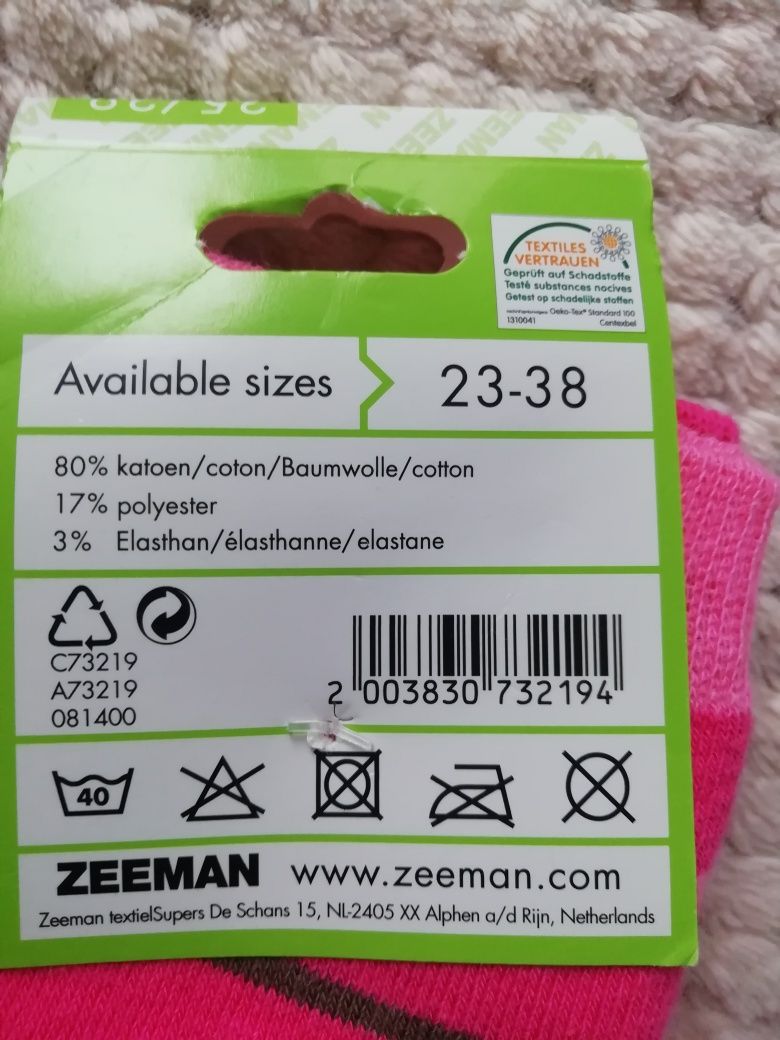 TEXTILES
VERTRAUEN
Geprüft auf Schadstoffe
Testé substances nocives
Getest op schadelijke stoffen
Oeko-Tex® Standard 100
1310041 Centexbel
Available sizes 23-38
80% katoen/coton/Baumwolle/cotton
17% polyester
3% Elasthan/élasthanne/elastane
C73219
A73219
081400
2 003830 732194
40
ZEEMAN www.zeeman.com
Zeeman textielSupers De Schans 15, NL-2405 XX Alphen a/d Rijn, Netherlands